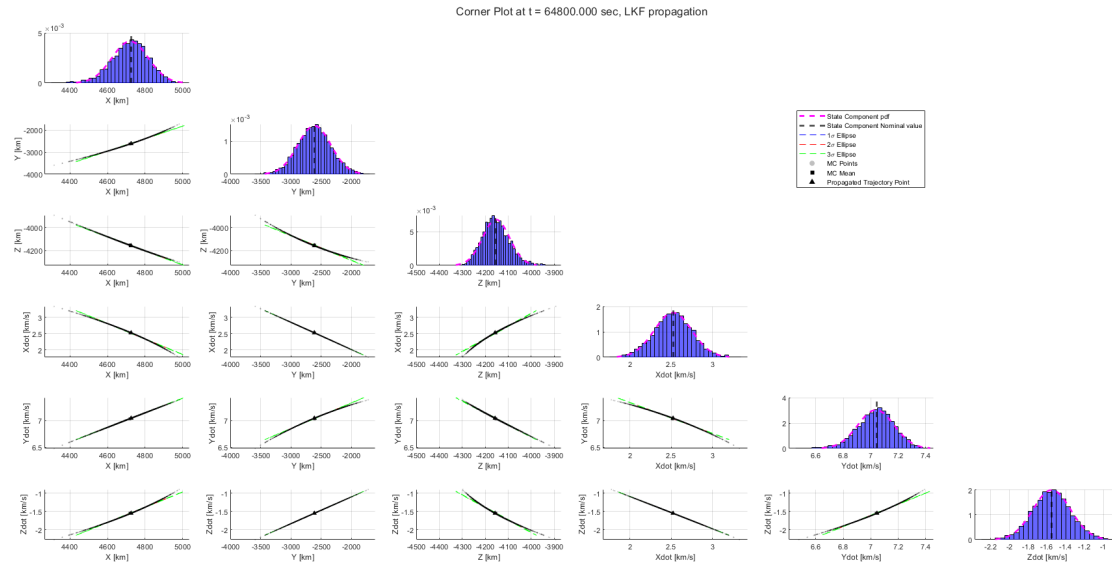 Corner Plot at t = 64800.000 sec, LKF propagation
×10⁻³
5
0
4400 4600 4800 5000
X [km]
-2000
-3000
-4000
Y [km]
4400 4600 4800 5000
X [km]
×10⁻³
1
0
-4000 -3500 -3000 -2500 -2000
Y [km]
State Component pdf
State Component Nominal value
1σ Ellipse
2σ Ellipse
3σ Ellipse
MC Points
MC Mean
Propagated Trajectory Point
-4000
-4200
Z [km]
4400 4600 4800 5000
X [km]
-4000
-4200
Z [km]
-4000 -3500 -3000 -2500 -2000
Y [km]
×10⁻³
5
0
-4500 -4400 -4300 -4200 -4100 -4000 -3900
Z [km]
3
2.5
2
Xdot [km/s]
4400 4600 4800 5000
X [km]
3
2.5
2
Xdot [km/s]
-4000 -3500 -3000 -2500 -2000
Y [km]
3
2.5
2
Xdot [km/s]
-4500 -4400 -4300 -4200 -4100 -4000 -3900
Z [km]
2
1
0
2 2.5 3
Xdot [km/s]
7
6.5
Ydot [km/s]
4400 4600 4800 5000
X [km]
7
6.5
Ydot [km/s]
-4000 -3500 -3000 -2500 -2000
Y [km]
7
6.5
Ydot [km/s]
-4500 -4400 -4300 -4200 -4100 -4000 -3900
Z [km]
7
6.5
Ydot [km/s]
2 2.5 3
Xdot [km/s]
4
2
0
6.6 6.8 7 7.2 7.4
Ydot [km/s]
-1
-1.5
-2
Zdot [km/s]
4400 4600 4800 5000
X [km]
-1
-1.5
-2
Zdot [km/s]
-4000 -3500 -3000 -2500 -2000
Y [km]
-1
-1.5
-2
Zdot [km/s]
-4500 -4400 -4300 -4200 -4100 -4000 -3900
Z [km]
-1
-1.5
-2
Zdot [km/s]
2 2.5 3
Xdot [km/s]
-1
-1.5
-2
Zdot [km/s]
6.6 6.8 7 7.2 7.4
Ydot [km/s]
2
1
0
-2.2 -2 -1.8 -1.6 -1.4 -1.2 -1
Zdot [km/s]